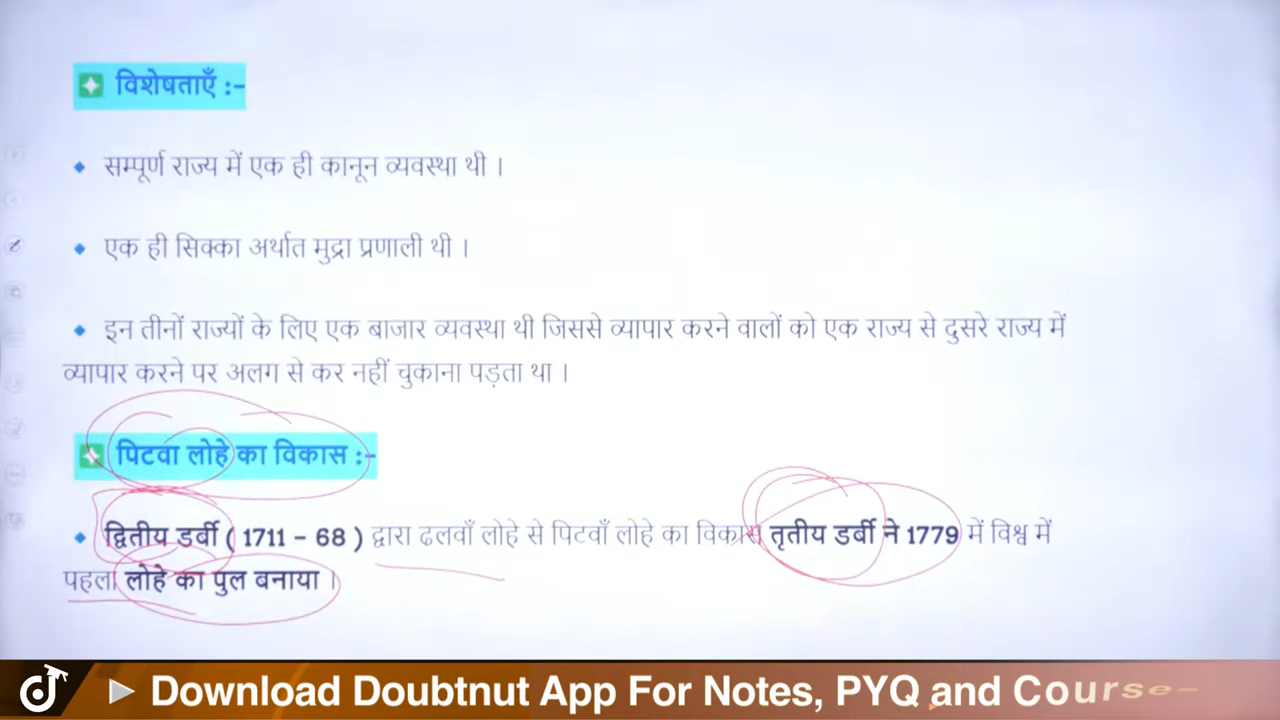 विशेषताएँ :-
सम्पूर्ण राज्य में एक ही कानून व्यवस्था थी ।
एक ही सिक्का अर्थात मुद्रा प्रणाली थी ।
इन तीनों राज्यों के लिए एक बाजार व्यवस्था थी जिससे व्यापार करने वालों को एक राज्य से दुसरे राज्य में
व्यापार करने पर अलग से कर नहीं चुकाना पड़ता था ।
पिटवा लोहे का विकास :-
द्वितीय डर्बी ( 1711 - 68 ) द्वारा ढलवाँ लोहे से पिटवाँ लोहे का विकास तृतीय डर्बी ने 1779 में विश्व में
पहला लोहे का पुल बनाया ।
Download Doubtnut App For Notes, PYQ and Course-